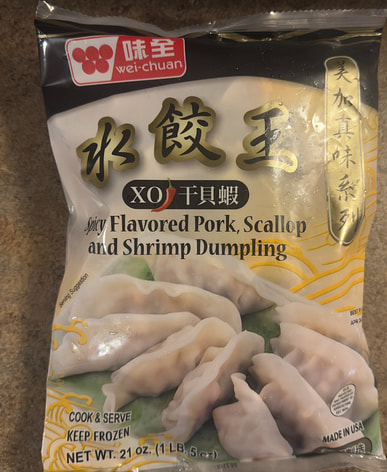 味全
wei-chuan
美加真味系列
水餃王
XO干貝蝦
Spicy Flavored Pork, Scallop
and Shrimp Dumpling
Serving Suggestion
COOK & SERVE
KEEP FROZEN
NET WT. 21 oz. (1 LB, 5 oz)
MADE IN USA